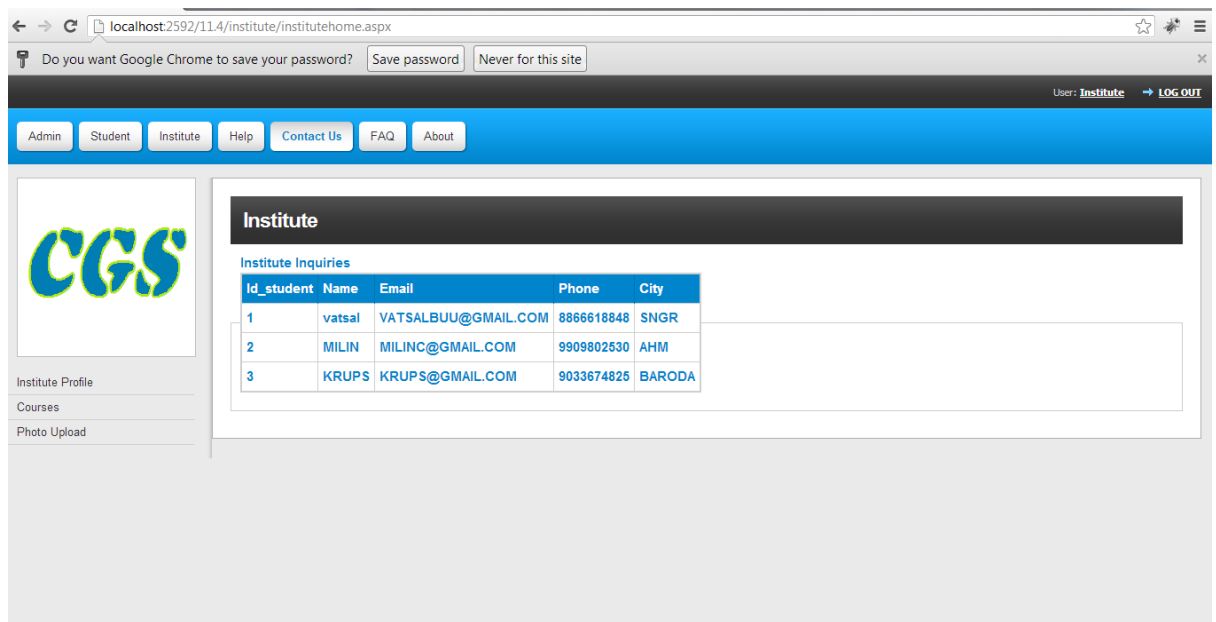 localhost:2592/11.4/institute/institutehome.aspx
Do you want Google Chrome to save your password? Save password Never for this site
User: Institute LOG OUT
Admin Student Institute Help Contact Us FAQ About
CGS
Institute Profile
Courses
Photo Upload
Institute
Institute Inquiries
Id_student Name Email Phone City
1 vatsal VATSALBUU@GMAIL.COM 8866618848 SNGR
2 MILIN MILINC@GMAIL.COM 9909802530 AHM
3 KRUPS KRUPS@GMAIL.COM 9033674825 BARODA